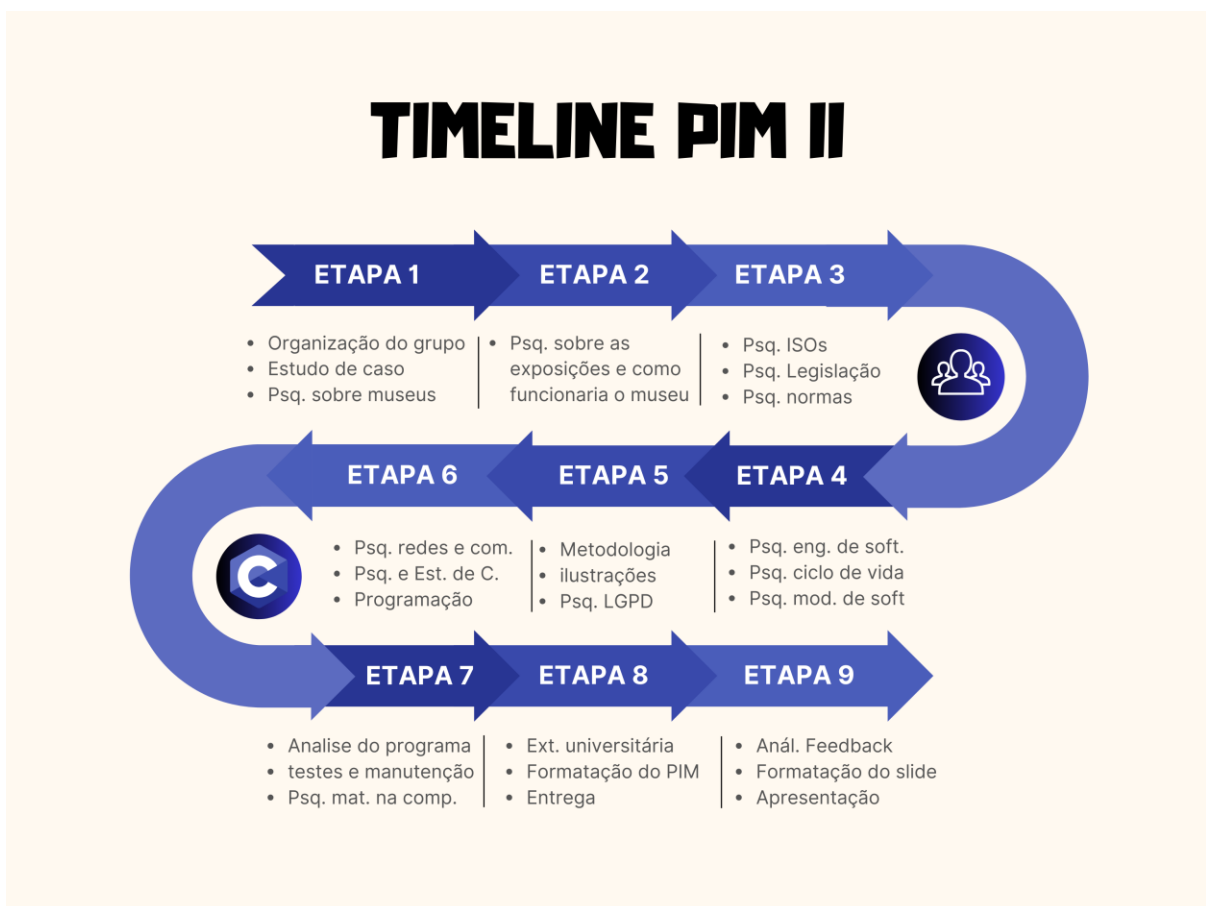 TIMELINE PIM II
ETAPA 1
ETAPA 2
ETAPA 3
• Organização do grupo
• Estudo de caso
• Psq. sobre museus
• Psq. sobre as
exposições e como
funcionaria o museu
• Psq. ISOs
• Psq. Legislação
• Psq. normas
ETAPA 4
ETAPA 5
ETAPA 6
• Psq. eng. de soft.
• Psq. ciclo de vida
• Psq. mod. de soft
• Metodologia
• ilustrações
• Psq. LGPD
• Psq. redes e com.
• Psq. e Est. de C.
• Programação
C
ETAPA 7
ETAPA 8
ETAPA 9
• Analise do programa
• testes e manutenção
• Psq. mat. na comp.
• Ext. universitária
• Formatação do PIM
• Entrega
• Anál. Feedback
• Formatação do slide
• Apresentação